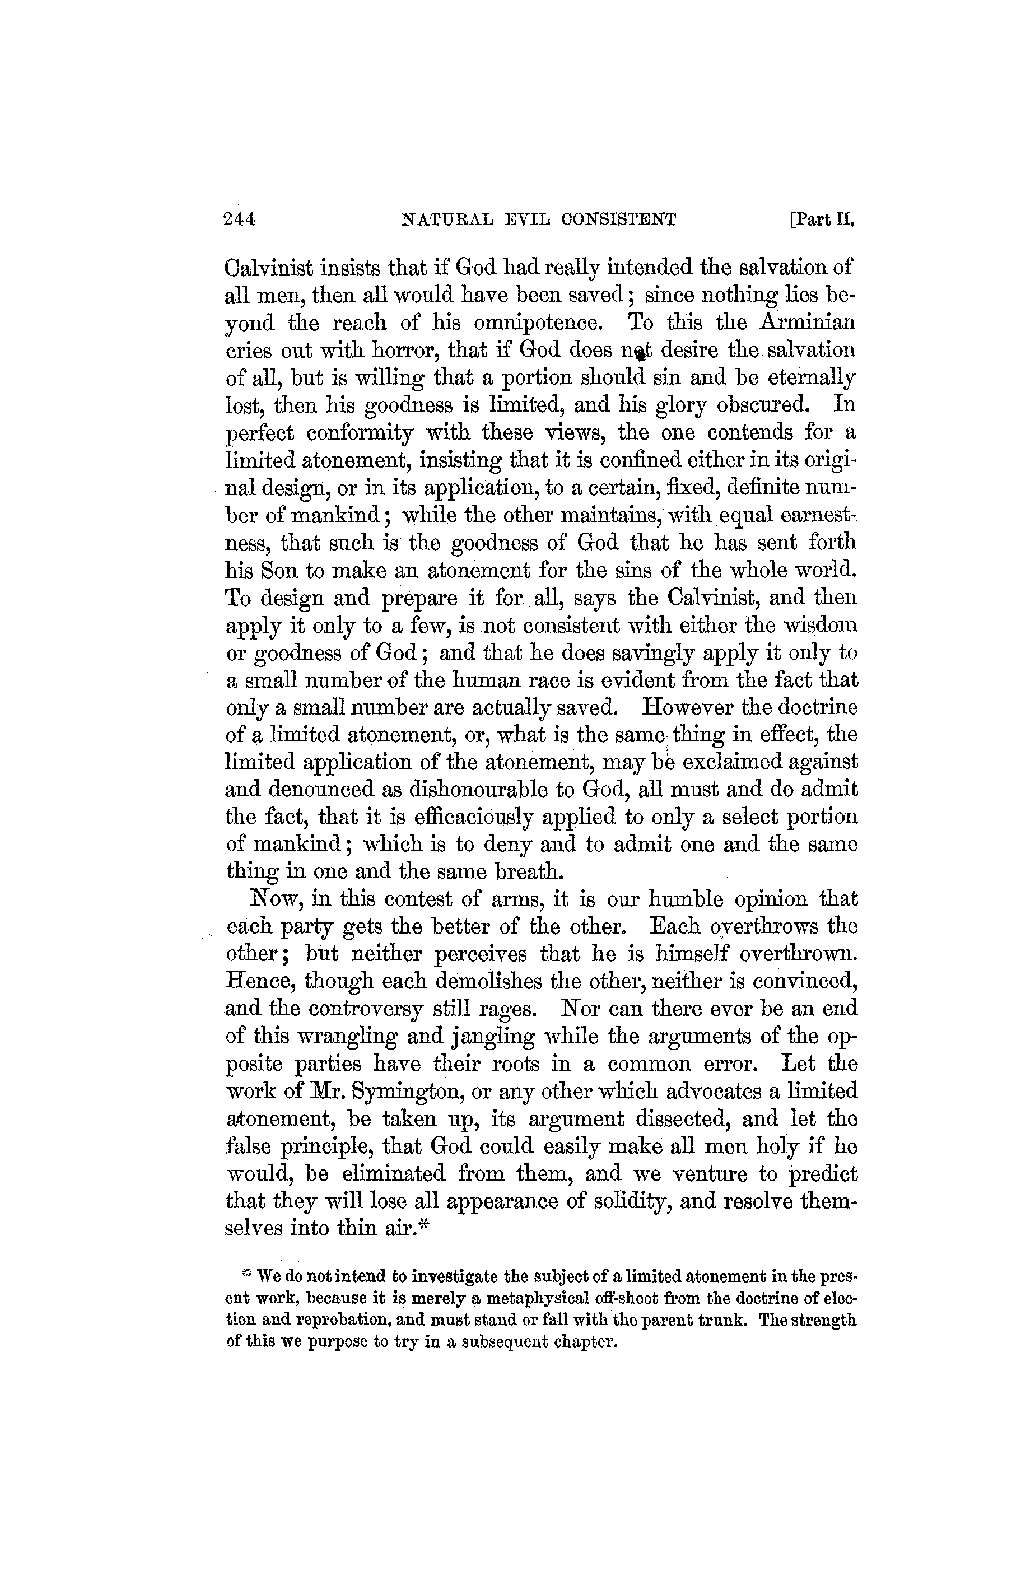 244 NATURAL EVIL CONSISTENT [Part II,
Calvinist insists that if God had really intended the salvation of
all men, then all would have been saved; since nothing lies be-
yond the reach of his omnipotence. To this the Arminian
cries out with horror, that if God does not desire the salvation
of all, but is willing that a portion should sin and be eternally
lost, then his goodness is limited, and his glory obscured. In
perfect conformity with these views, the one contends for a
limited atonement, insisting that it is confined either in its origi-
nal design, or in its application, to a certain, fixed, definite num-
ber of mankind; while the other maintains, with equal earnest-
ness, that such is the goodness of God that he has sent forth
his Son to make an atonement for the sins of the whole world.
To design and prepare it for all, says the Calvinist, and then
apply it only to a few, is not consistent with either the wisdom
or goodness of God; and that he does savingly apply it only to
a small number of the human race is evident from the fact that
only a small number are actually saved. However the doctrine
of a limited atonement, or, what is the same thing in effect, the
limited application of the atonement, may be exclaimed against
and denounced as dishonourable to God, all must and do admit
the fact, that it is efficaciously applied to only a select portion
of mankind; which is to deny and to admit one and the same
thing in one and the same breath.
Now, in this contest of arms, it is our humble opinion that
each party gets the better of the other. Each overthrows the
other; but neither perceives that he is himself overthrown.
Hence, though each demolishes the other, neither is convinced,
and the controversy still rages. Nor can there ever be an end
of this wrangling and jangling while the arguments of the op-
posite parties have their roots in a common error. Let the
work of Mr. Symington, or any other which advocates a limited
atonement, be taken up, its argument dissected, and let the
false principle, that God could easily make all men holy if he
would, be eliminated from them, and we venture to predict
that they will lose all appearance of solidity, and resolve them-
selves into thin air.*
* We do not intend to investigate the subject of a limited atonement in the pres-
ent work, because it is merely a metaphysical off-shoot from the doctrine of elec-
tion and reprobation, and must stand or fall with the parent trunk. The strength
of this we purpose to try in a subsequent chapter.